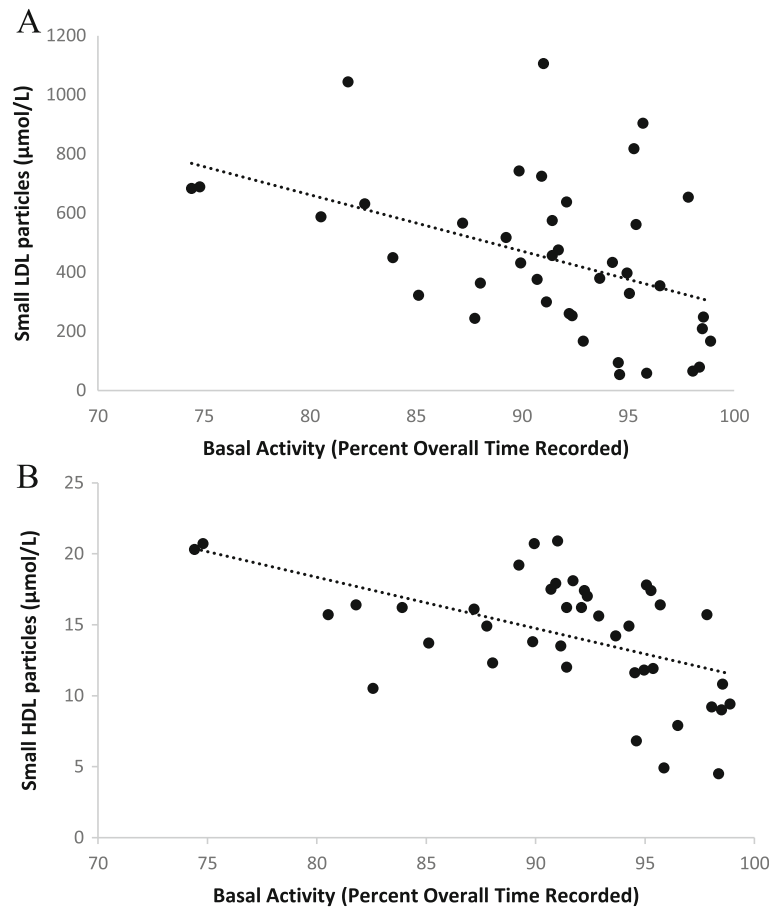 A
1200
1000
800
600
400
200
0
Small LDL particles (μmol/L)
70 75 80 85 90 95 100
Basal Activity (Percent Overall Time Recorded)
B
25
20
15
10
5
0
Small HDL particles (μmol/L)
70 75 80 85 90 95 100
Basal Activity (Percent Overall Time Recorded)